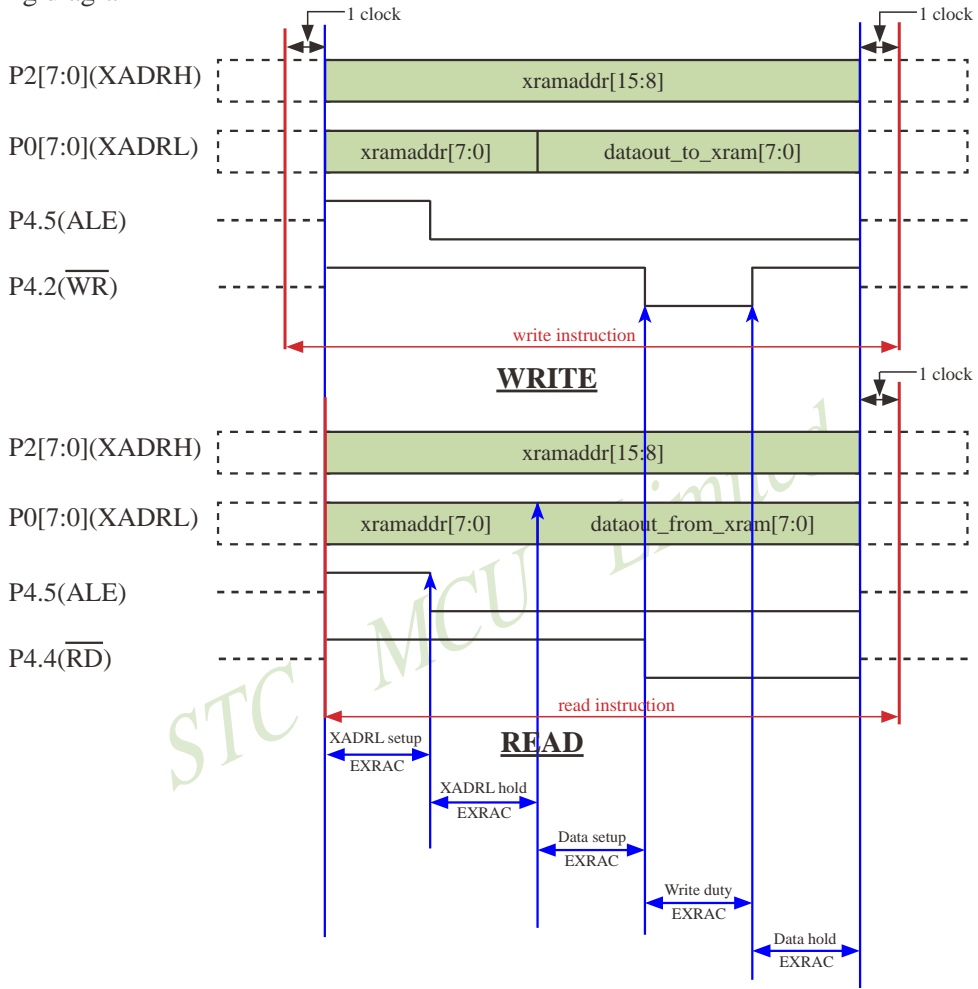 1 clock
1 clock
P2[7:0](XADRH)
xramaddr[15:8]
P0[7:0](XADRL)
xramaddr[7:0]
dataout_to_xram[7:0]
P4.5(ALE)
P4.2(WR)
write instruction
WRITE
1 clock
P2[7:0](XADRH)
xramaddr[15:8]
P0[7:0](XADRL)
xramaddr[7:0]
dataout_from_xram[7:0]
P4.5(ALE)
P4.4(RD)
STC MCU Limited
read instruction
READ
XADRL setup
EXRAC
XADRL hold
EXRAC
Data setup
EXRAC
Write duty
EXRAC
Data hold
EXRAC